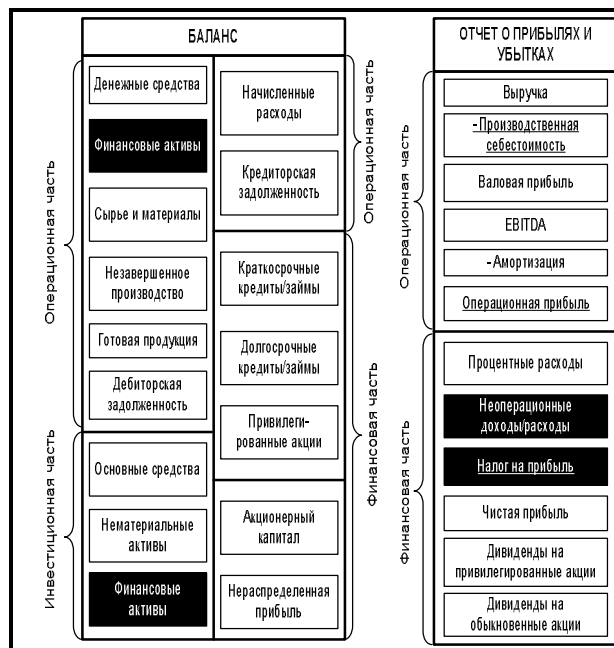 БАЛАНС
Операционная часть
Денежные средства
Финансовые активы
Сырье и материалы
Незавершенное
производство
Готовая продукция
Дебиторская
задолженность
Инвестиционная часть
Основные средства
Нематериальные
активы
Финансовые
активы
Начисленные
расходы
Кредиторская
задолженность
Операционная часть
Краткосрочные
кредиты/займы
Долгосрочные
кредиты/займы
Привилеги-
рованные акции
Акционерный
капитал
Нераспределенная
прибыль
Финансовая часть
ОТЧЕТ О ПРИБЫЛЯХ И
УБЫТКАХ
Операционная часть
Выручка
-Производственная
себестоимость
Валовая прибыль
EBITDA
-Амортизация
Операционная прибыль
Финансовая часть
Процентные расходы
Неоперационные
доходы/расходы
Налог на прибыль
Чистая прибыль
Дивиденды на
привилегированные акции
Дивиденды на
обыкновенные акции